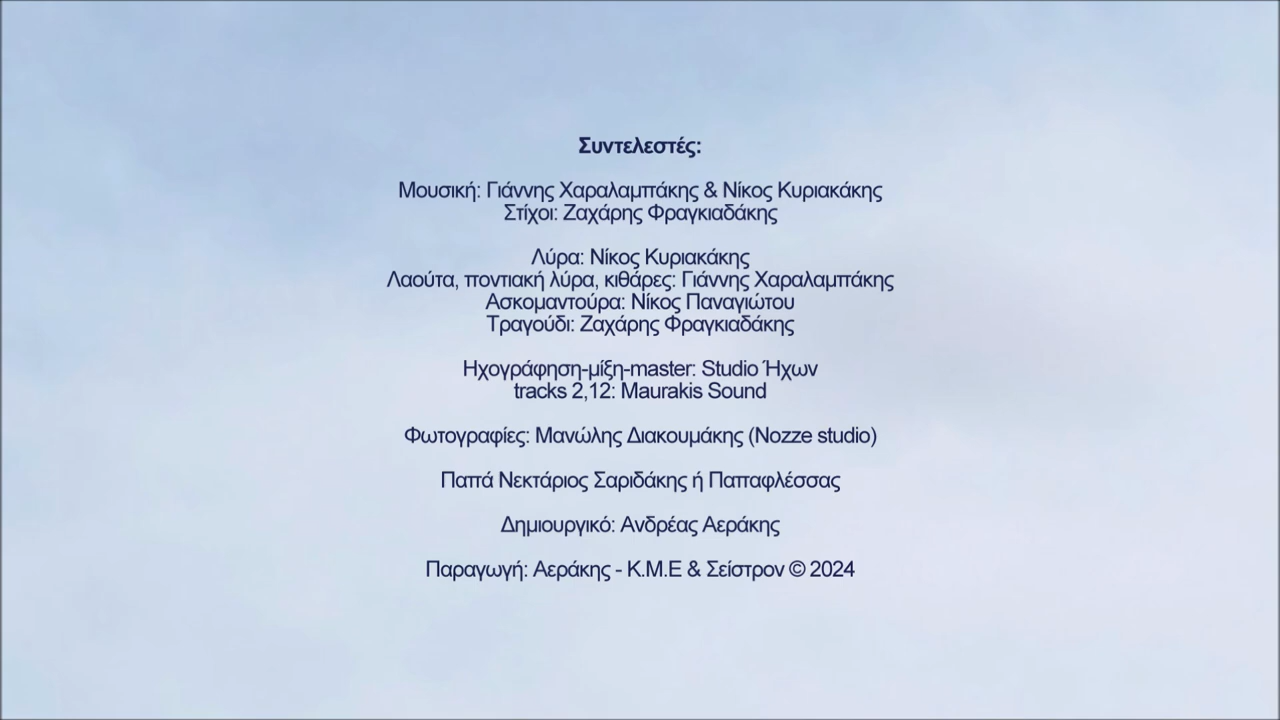 Συντελεστές:
Μουσική: Γιάννης Χαραλαμπάκης & Νίκος Κυριακάκης
Στίχοι: Ζαχάρης Φραγκιαδάκης
Λύρα: Νίκος Κυριακάκης
Λαούτα, ποντιακή λύρα, κιθάρες: Γιάννης Χαραλαμπάκης
Ασκομαντούρα: Νίκος Παναγιώτου
Τραγούδι: Ζαχάρης Φραγκιαδάκης
Ηχογράφηση-μίξη-master: Studio Ήχων
tracks 2,12: Maurakis Sound
Φωτογραφίες: Μανώλης Διακουμάκης (Nozze studio)
Παπά Νεκτάριος Σαριδάκης ή Παπαφλέσσας
Δημιουργικό: Ανδρέας Αεράκης
Παραγωγή: Αεράκης - Κ.Μ.Ε & Σείστρον © 2024